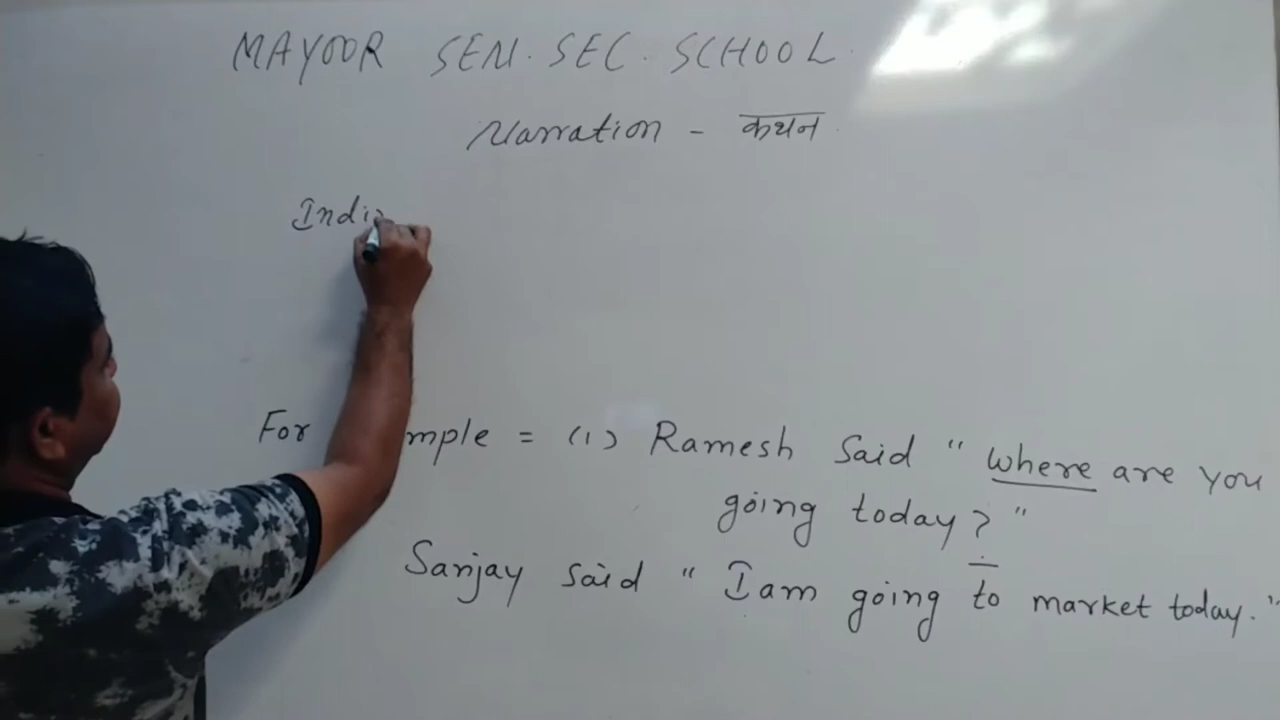 MAYOOR SEN. SEC. SCHOOL
Narration - कथन
Indi
For mple = (1) Ramesh Said " where are you
going today? "
Sanjay said " I am going to market today. "